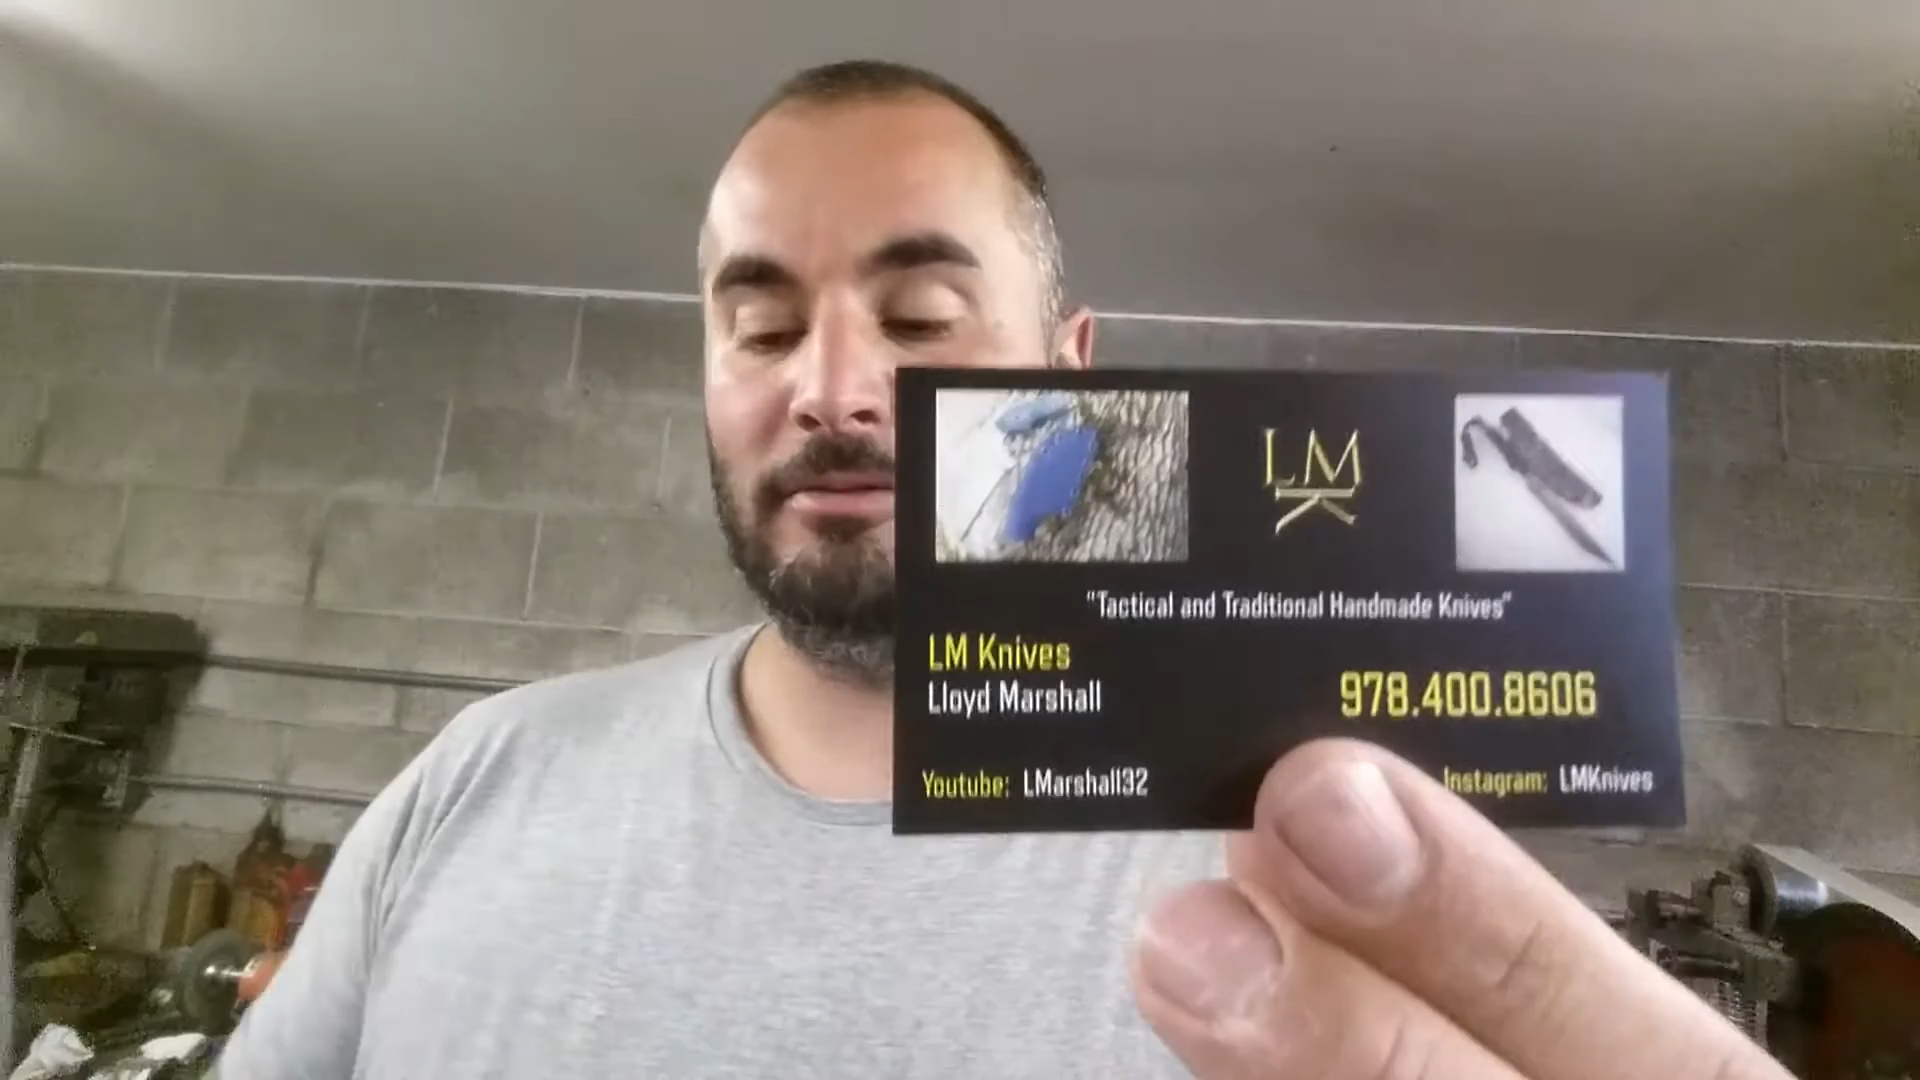 LM
K
"Tactical and Traditional Handmade Knives"
LM Knives
Lloyd Marshall
978.400.8606
Youtube: LMarshall32
Instagram: LMKnives